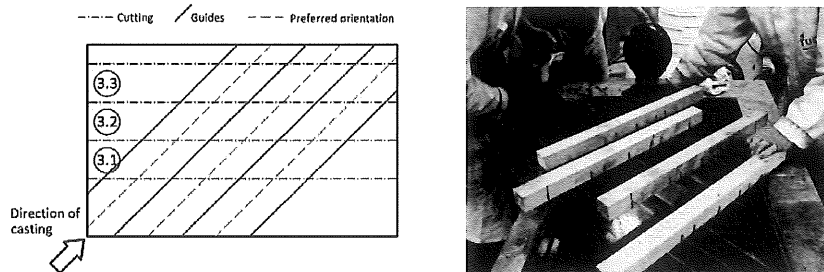 Cutting Guides Preferred orientation
3.3
3.2
3.1
Direction of
casting